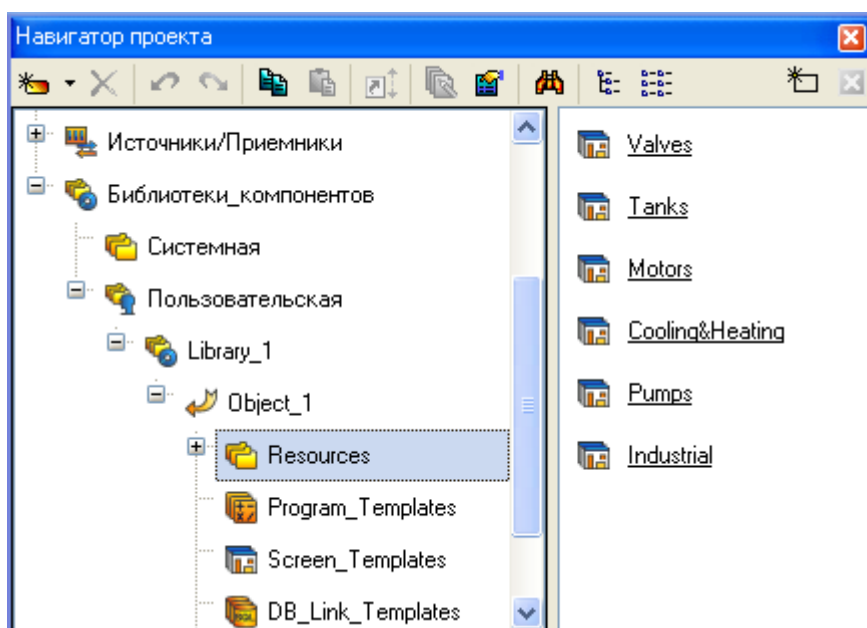 Навигатор проекта
Источники/Приемники
Библиотеки_компонентов
Системная
Пользовательская
Library_1
Object_1
Resources
Program_Templates
Screen_Templates
DB_Link_Templates
Valves
Tanks
Motors
Cooling&Heating
Pumps
Industrial